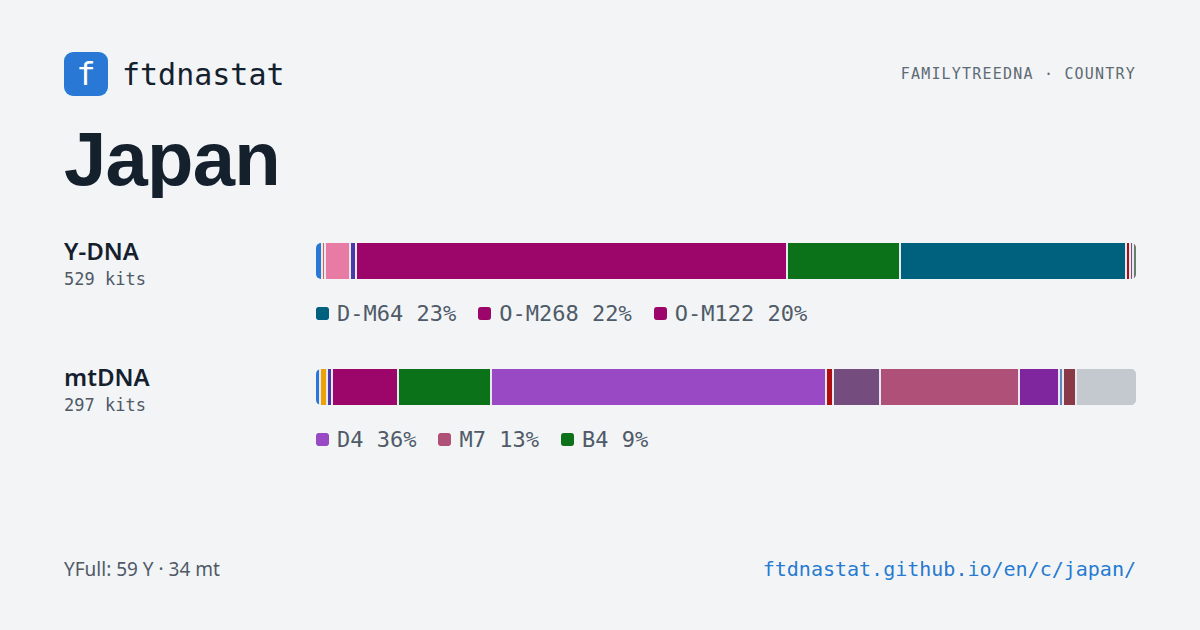 f ftdnastat
FAMILYTREEDNA · COUNTRY
Japan
Y-DNA
529 kits
D-M64 23% O-M268 22% O-M122 20%
mtDNA
297 kits
D4 36% M7 13% B4 9%
YFull: 59 Y · 34 mt
ftdnastat.github.io/en/c/japan/